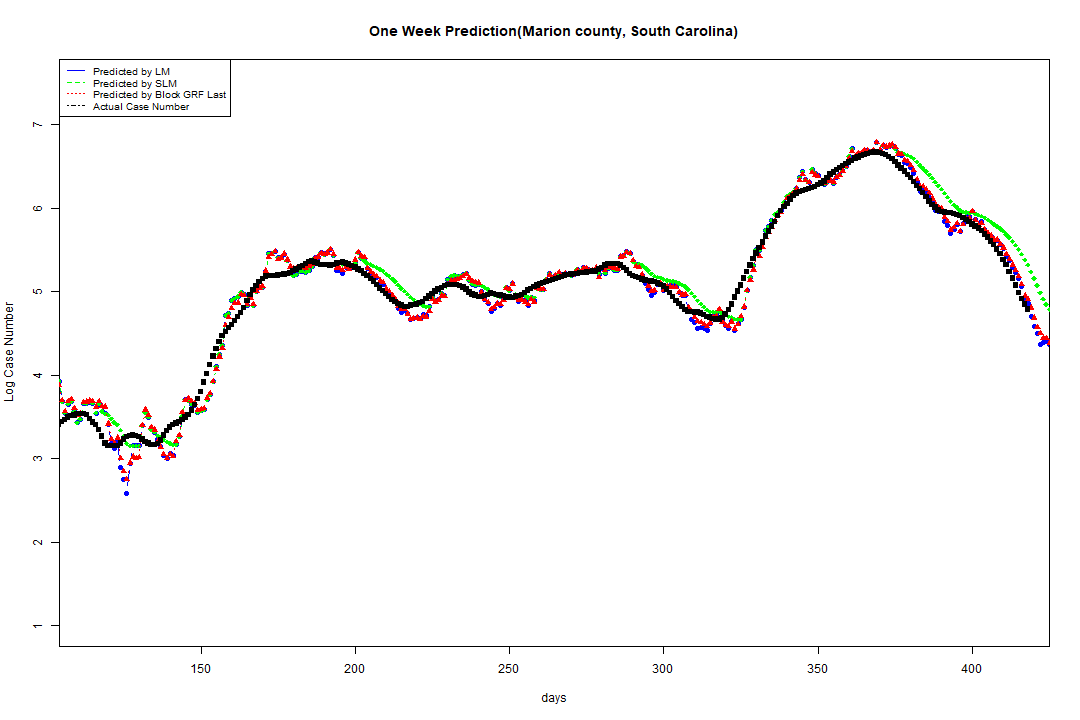 One Week Prediction(Marion county, South Carolina)
Predicted by LM
Predicted by SLM
Predicted by Block GRF Last
Actual Case Number
Log Case Number
7
6
5
4
3
2
1
150 200 250 300 350 400
days